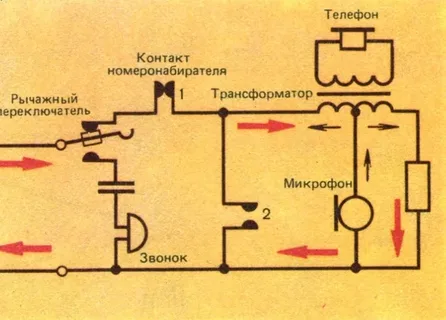 Телефон
Контакт
номеронабирателя
1
Трансформатор
Рычажный
переключатель
Микрофон
2
Звонок